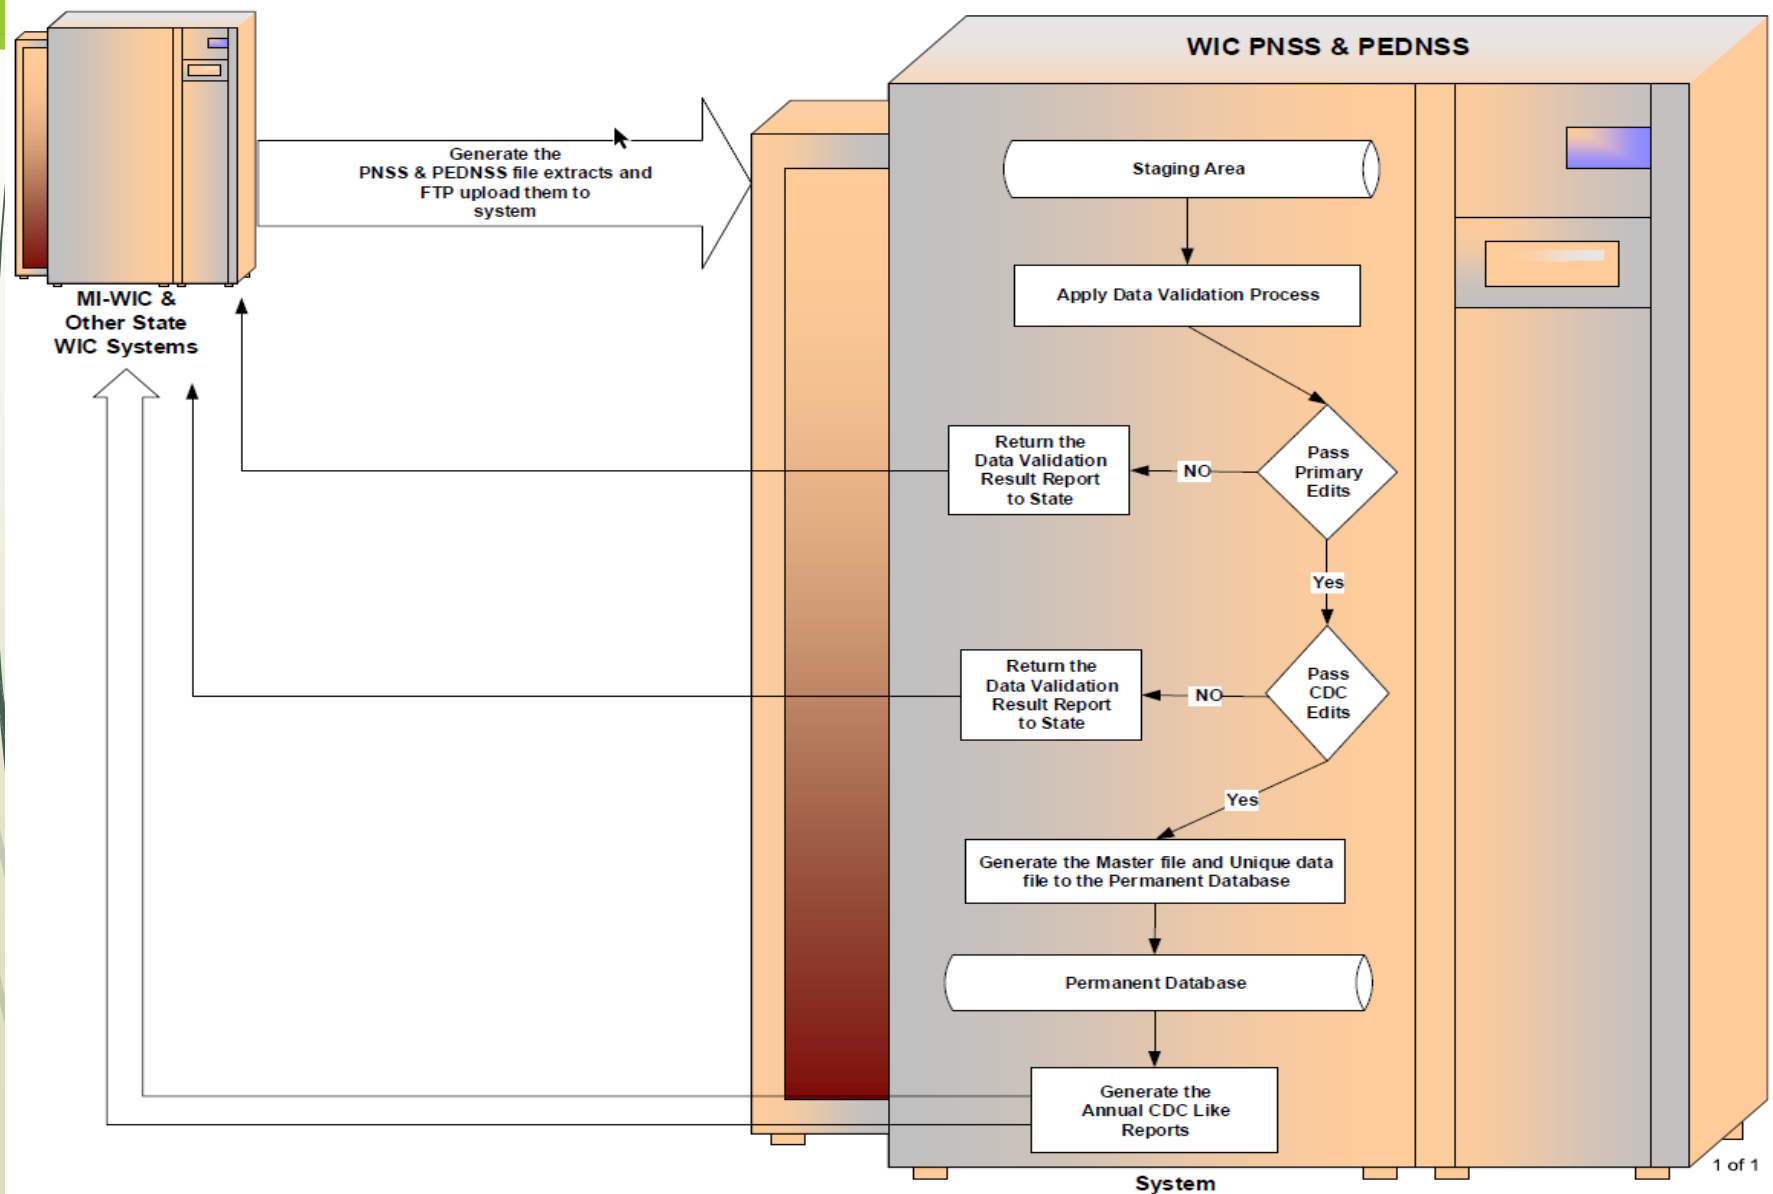 WIC PNSS & PEDNSS
Generate the
PNSS & PEDNSS file extracts and
FTP upload them to
system
MI-WIC &
Other State
WIC Systems
Staging Area
Apply Data Validation Process
Pass
Primary
Edits
NO
Return the
Data Validation
Result Report
to State
Yes
Pass
CDC
Edits
NO
Return the
Data Validation
Result Report
to State
Yes
Generate the Master file and Unique data
file to the Permanent Database
Permanent Database
Generate the
Annual CDC Like
Reports
1 of 1
System